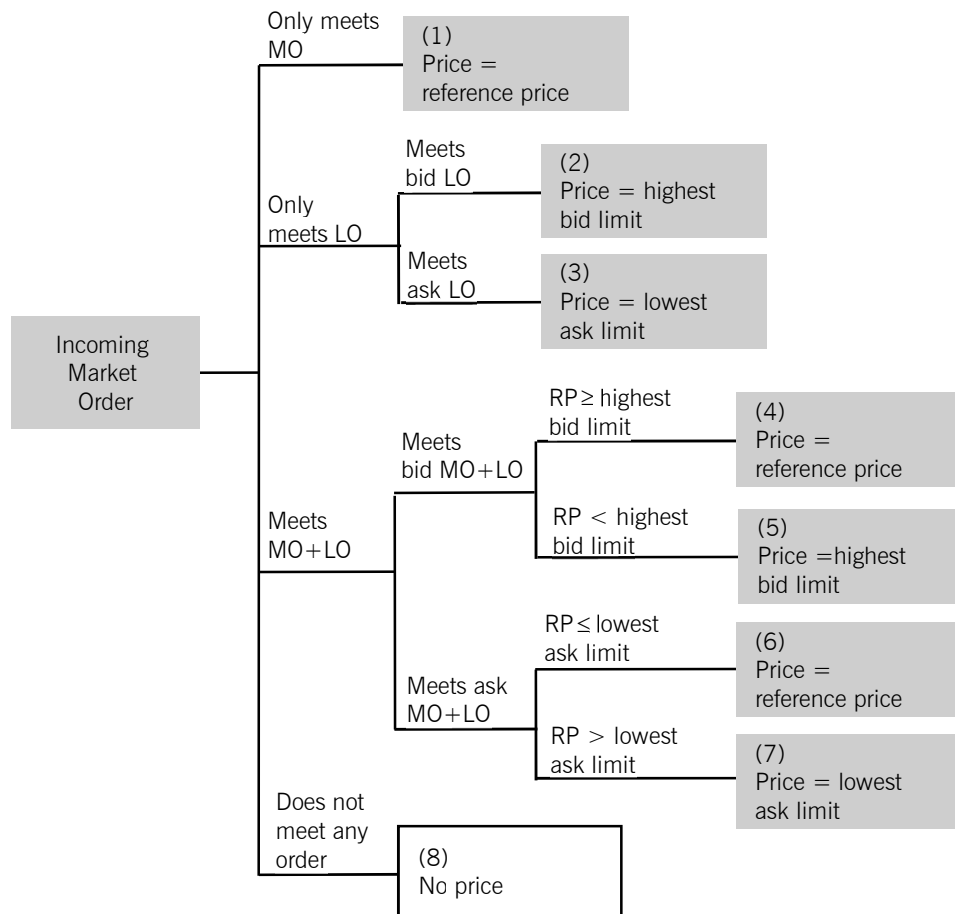 Only meets
MO
(1)
Price =
reference price
Meets
bid LO
(2)
Price = highest
bid limit
Only
meets LO
Meets
ask LO
(3)
Price = lowest
ask limit
Incoming
Market
Order
RP ≥ highest
bid limit
(4)
Price =
reference price
Meets
bid MO+LO
RP < highest
bid limit
(5)
Price =highest
bid limit
Meets
MO+LO
RP ≤ lowest
ask limit
(6)
Price =
reference price
Meets ask
MO+LO
RP > lowest
ask limit
(7)
Price = lowest
ask limit
Does not
meet any
order
(8)
No price